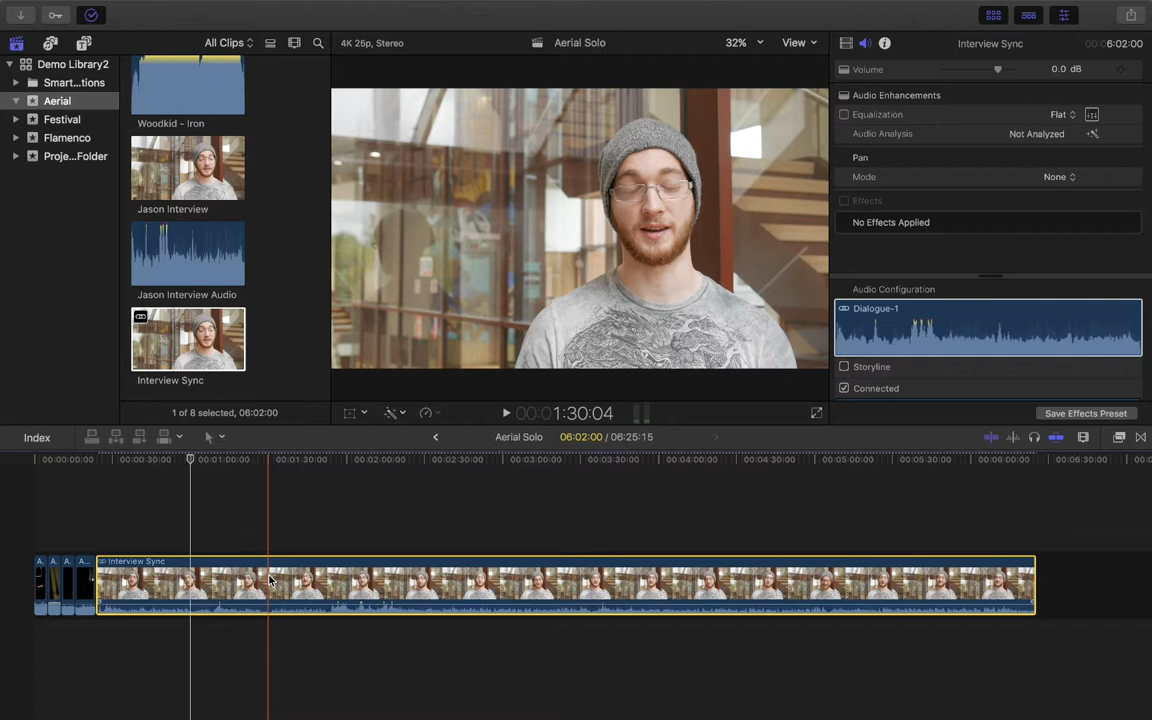 All Clips
4K 25p, Stereo
Aerial Solo
32%
View
Interview Sync
00:00:06:02:00
Demo Library2
Smart...tions
Aerial
Festival
Flamenco
Proje...Folder
Woodkid - Iron
Jason Interview
Jason Interview Audio
Interview Sync
1 of 8 selected, 06:02:00
00:00:1:30:04
Volume
0.0 dB
Audio Enhancements
Equalization
Flat
Audio Analysis
Not Analyzed
Pan
Mode
None
Effects
No Effects Applied
Audio Configuration
Dialogue-1
Storyline
Connected
Save Effects Preset
Index
Aerial Solo
06:02:00 / 06:25:15
00:00:00:00
00:00:30:00
00:01:00:00
00:01:30:00
00:02:00:00
00:02:30:00
00:03:00:00
00:03:30:00
00:04:00:00
00:04:30:00
00:05:00:00
00:05:30:00
00:06:00:00
00:06:30:00
A.
A.
A
A...
Interview Sync